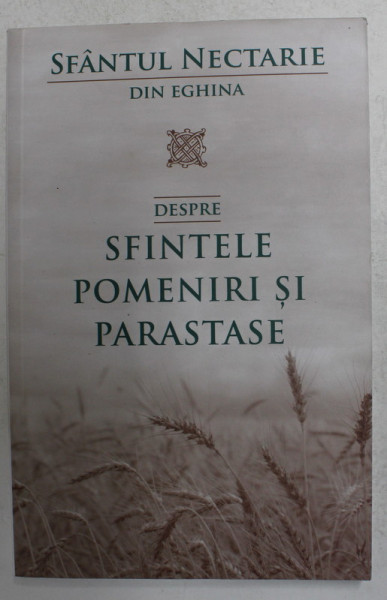 SFÂNTUL NECTARIE
DIN EGHINA
DESPRE
SFINTELE
POMENIRI ȘI
PARASTASE